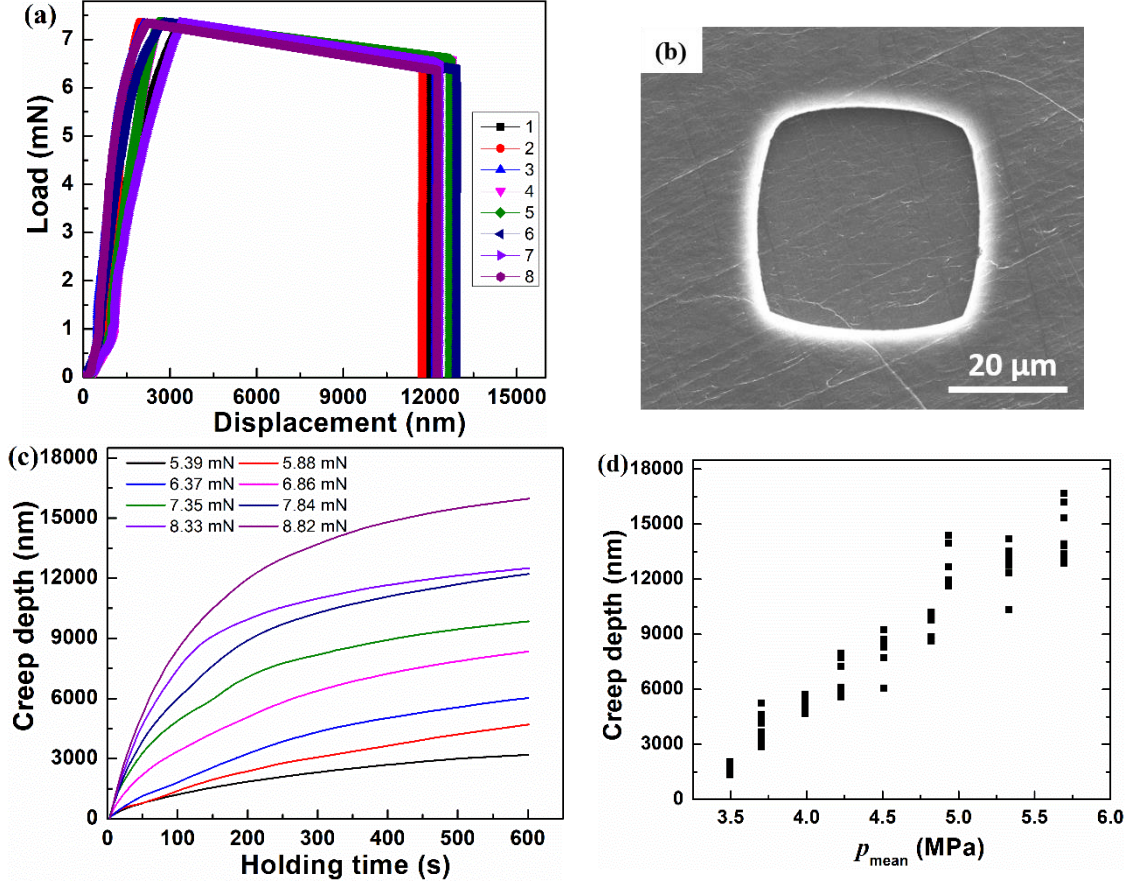 (a)
7
6
5
4
3
2
1
0
Load (mN)
1
2
3
4
5
6
7
8
0 3000 6000 9000 12000 15000
Displacement (nm)
(b)
20 μm
(c)
18000
15000
12000
9000
6000
3000
0
Creep depth (nm)
5.39 mN 5.88 mN
6.37 mN 6.86 mN
7.35 mN 7.84 mN
8.33 mN 8.82 mN
0 100 200 300 400 500 600
Holding time (s)
(d)
18000
15000
12000
9000
6000
3000
0
Creep depth (nm)
3.5 4.0 4.5 5.0 5.5 6.0
pmean (MPa)